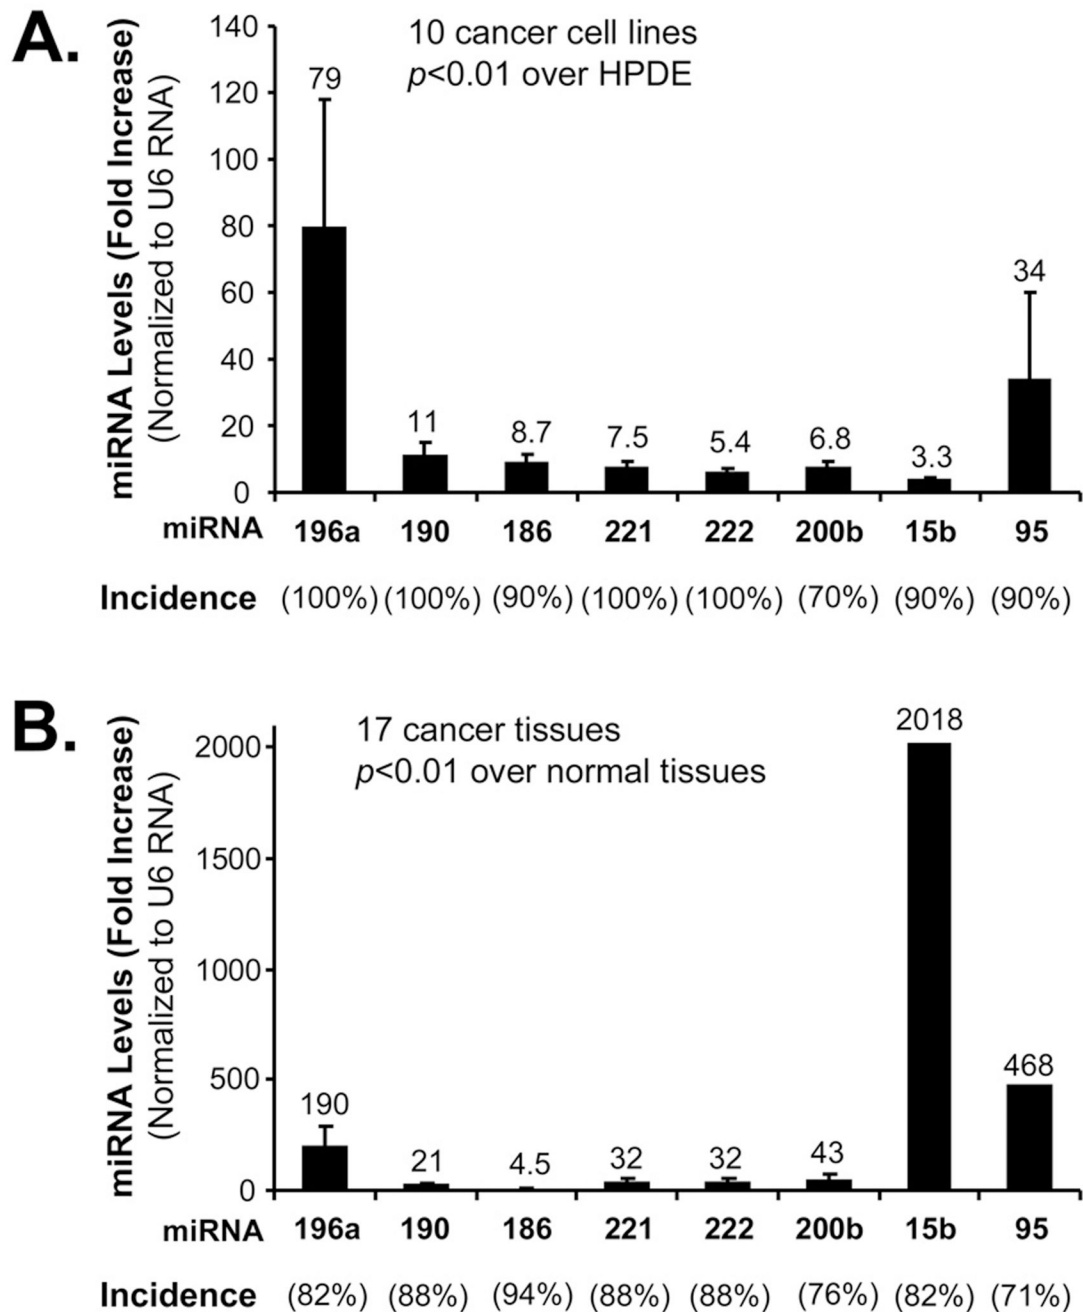 A.
miRNA Levels (Fold Increase)
(Normalized to U6 RNA)
10 cancer cell lines
p<0.01 over HPDE
140
120
100
80
60
40
20
0
79
11
8.7
7.5
5.4
6.8
3.3
34
miRNA 196a 190 186 221 222 200b 15b 95
Incidence (100%) (100%) (90%) (100%) (100%) (70%) (90%) (90%)
B.
miRNA Levels (Fold Increase)
(Normalized to U6 RNA)
17 cancer tissues
p<0.01 over normal tissues
2000
1500
1000
500
0
190
21
4.5
32
32
43
2018
468
miRNA 196a 190 186 221 222 200b 15b 95
Incidence (82%) (88%) (94%) (88%) (88%) (76%) (82%) (71%)